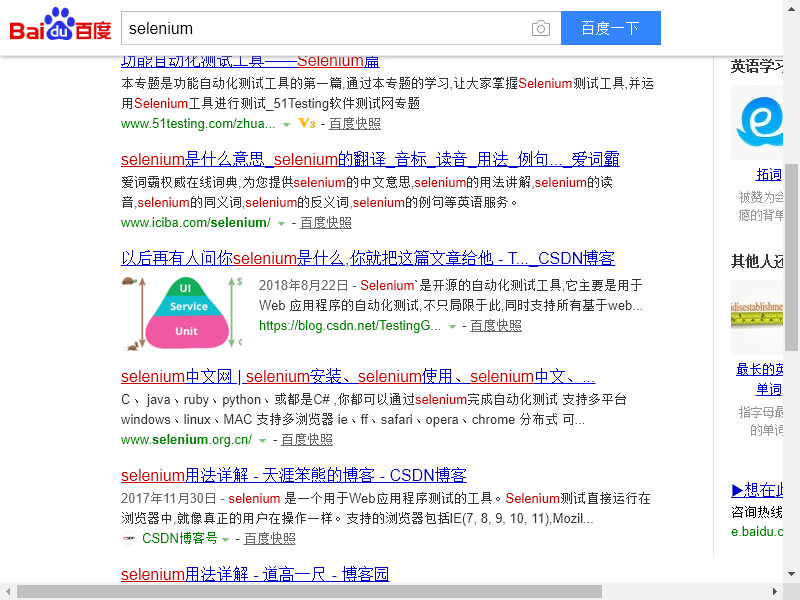 Bai du 百度
selenium
百度一下
功能自动化测试工具——Selenium篇
本专题是功能自动化测试工具的第一篇,通过本专题的学习,让大家掌握Selenium测试工具,并运
用Selenium工具进行测试_51Testing软件测试网专题
www.51testing.com/zhua... V3 - 百度快照
selenium是什么意思_selenium的翻译_音标_读音_用法_例句..._爱词霸
爱词霸权威在线词典,为您提供selenium的中文意思,selenium的用法讲解,selenium的读
音,selenium的同义词,selenium的反义词,selenium的例句等英语服务。
www.iciba.com/selenium/ - 百度快照
以后再有人问你selenium是什么,你就把这篇文章给他 - T..._CSDN博客
UI
Service
Unit
$
2018年8月22日 - Selenium`是开源的自动化测试工具,它主要是用于
Web 应用程序的自动化测试,不只局限于此,同时支持所有基于web...
https://blog.csdn.net/TestingG... - 百度快照
selenium中文网 | selenium安装、selenium使用、selenium中文、...
C、 java、ruby、python、或都是C# ,你都可以通过selenium完成自动化测试 支持多平台
windows、linux、MAC 支持多浏览器 ie、ff、safari、opera、chrome 分布式 可...
www.selenium.org.cn/ - 百度快照
selenium用法详解 - 天涯笨熊的博客 - CSDN博客
2017年11月30日 - selenium 是一个用于Web应用程序测试的工具。Selenium测试直接运行在
浏览器中,就像真正的用户在操作一样。支持的浏览器包括IE(7, 8, 9, 10, 11),Mozil...
CSDN博客号 - 百度快照
selenium用法详解 - 道高一尺 - 博客园
英语学习
拓词
被赞为会
瘾的背单
其他人还
idisestablishme
最长的英
单词
指字母最
的单词
▶想在此
咨询热线
e.baidu.c